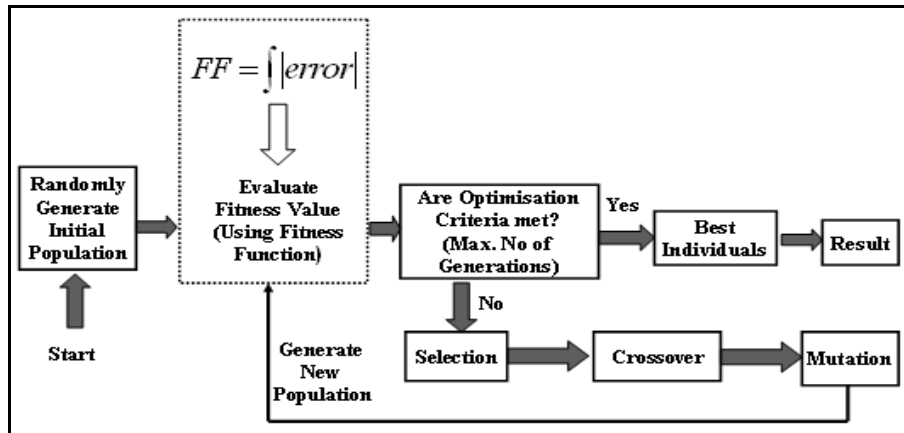 FF = ∫|error|
Randomly
Generate
Initial
Population
Start
Evaluate
Fitness Value
(Using Fitness
Function)
Are Optimisation
Criteria met?
(Max. No of
Generations)
Yes
Best
Individuals
Result
No
Selection
Crossover
Mutation
Generate
New
Population